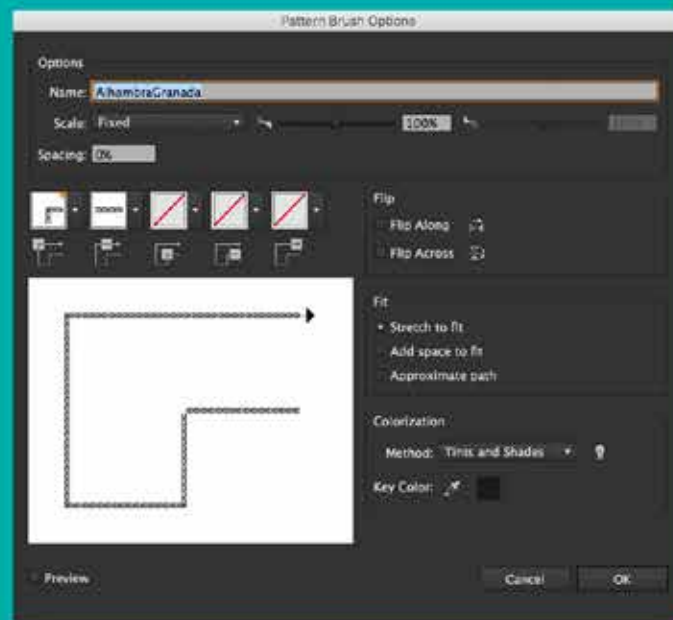 Pattern Brush Options
Options
Name: AlhambraGranada
Scale: Fixed 100%
Spacing: 0%
Flip
Flip Along
Flip Across
Fit
Stretch to fit
Add space to fit
Approximate path
Colorization
Method: Tints and Shades
Key Color:
Preview
Cancel OK